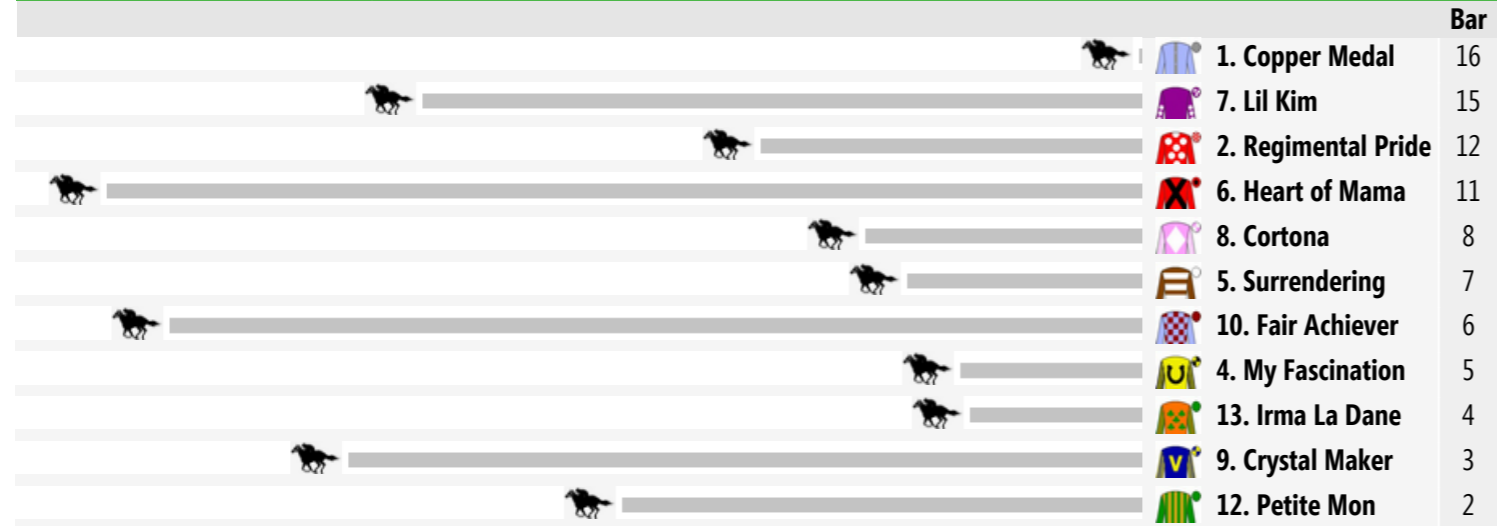 Bar
1. Copper Medal 16
7. Lil Kim 15
2. Regimental Pride 12
6. Heart of Mama 11
8. Cortona 8
5. Surrendering 7
10. Fair Achiever 6
4. My Fascination 5
13. Irma La Dane 4
V 9. Crystal Maker 3
12. Petite Mon 2